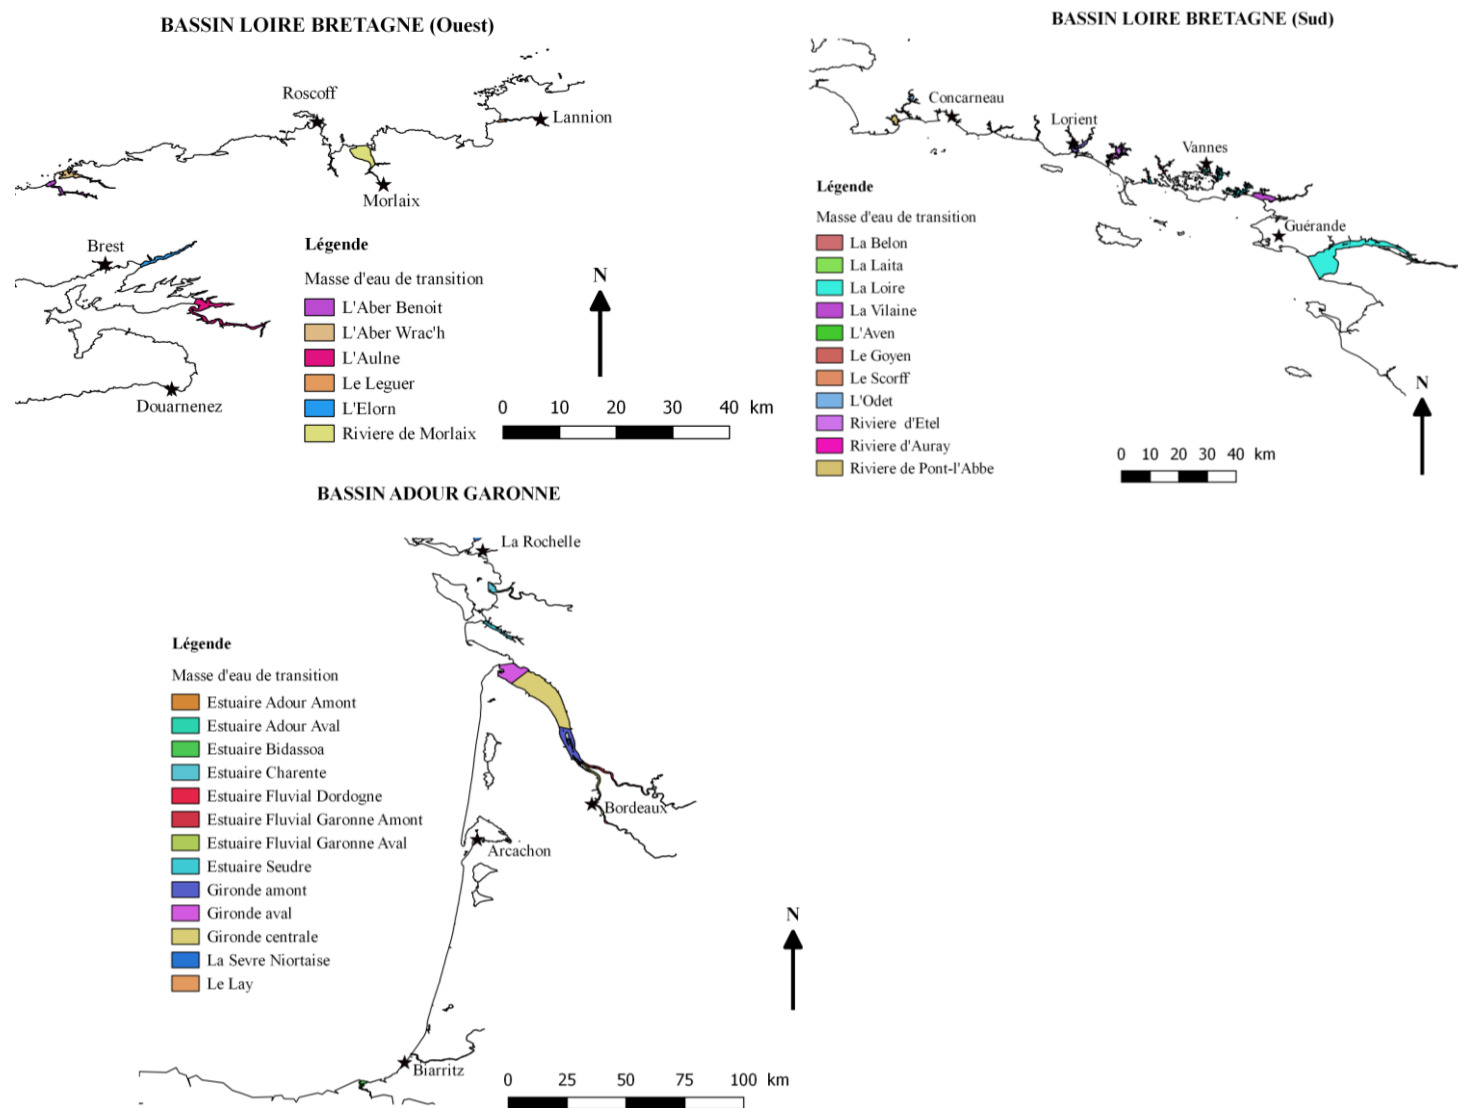 BASSIN LOIRE BRETAGNE (Ouest)
Roscoff
Lannion
Morlaix
Brest
Douarnenez
Légende
Masse d'eau de transition
L'Aber Benoit
L'Aber Wrac'h
L'Aulne
Le Leguer
L'Elorn
Riviere de Morlaix
N
0 10 20 30 40 km
BASSIN LOIRE BRETAGNE (Sud)
Concarneau
Lorient
Vannes
Guérande
Légende
Masse d'eau de transition
La Belon
La Laita
La Loire
La Vilaine
L'Aven
Le Goyen
Le Scorff
L'Odet
Riviere d'Etel
Riviere d'Auray
Riviere de Pont-l'Abbe
N
0 10 20 30 40 km
BASSIN ADOUR GARONNE
La Rochelle
Bordeaux
Arcachon
Biarritz
Légende
Masse d'eau de transition
Estuaire Adour Amont
Estuaire Adour Aval
Estuaire Bidassoa
Estuaire Charente
Estuaire Fluvial Dordogne
Estuaire Fluvial Garonne Amont
Estuaire Fluvial Garonne Aval
Estuaire Seudre
Gironde amont
Gironde aval
Gironde centrale
La Sevre Niortaise
Le Lay
N
0 25 50 75 100 km